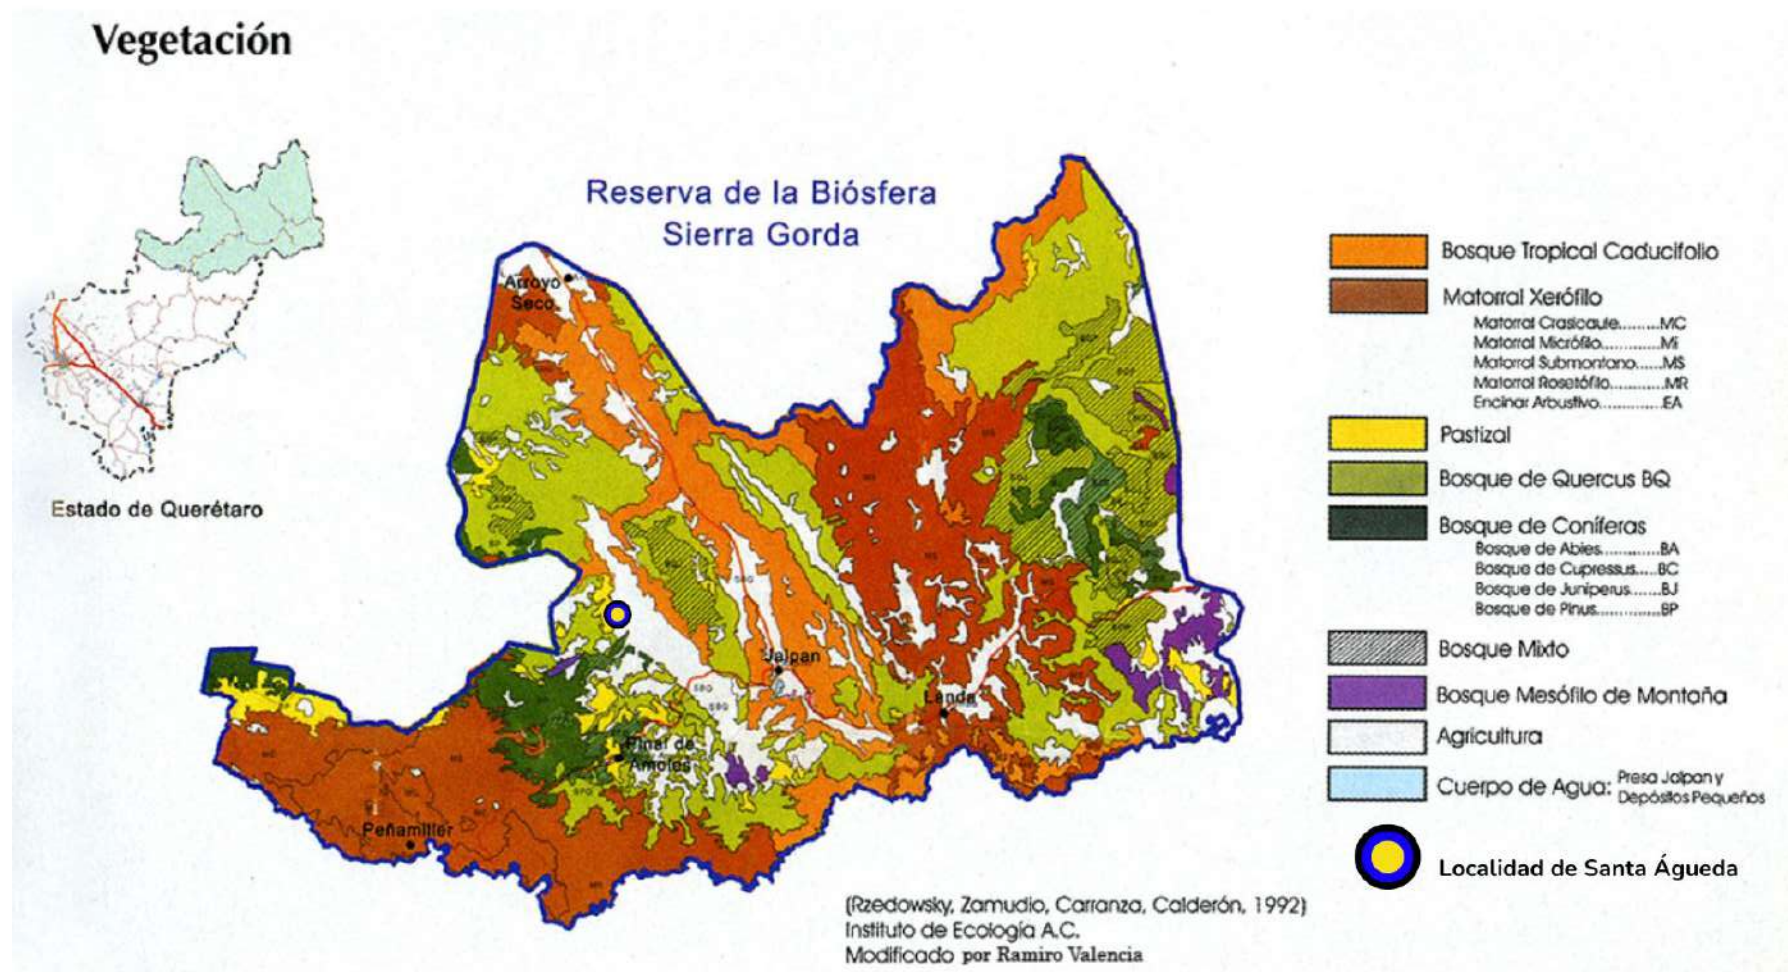 Vegetación
Reserva de la Biósfera
Sierra Gorda
Estado de Querétaro
Arroyo
Seco
Jalpan
Landa
Pinal de
Amoles
Peñamiller
Bosque Tropical Caducifolio
Matorral Xerófilo
Matorral Crasicaule.........MC
Matorral Micrófilo............Mi
Matorral Submontano......MS
Matorral Rosetófilo...........MR
Encinar Arbustivo.............EA
Pastizal
Bosque de Quercus BQ
Bosque de Coníferas
Bosque de Abies............BA
Bosque de Cupressus.....BC
Bosque de Juniperus.......BJ
Bosque de Pinus.............BP
Bosque Mixto
Bosque Mesófilo de Montaña
Agricultura
Cuerpo de Agua: Presa Jalpan y
Depósitos Pequeños
Localidad de Santa Águeda
(Rzedowsky, Zamudio, Carranza, Calderón, 1992)
Instituto de Ecología A.C.
Modificado por Ramiro Valencia